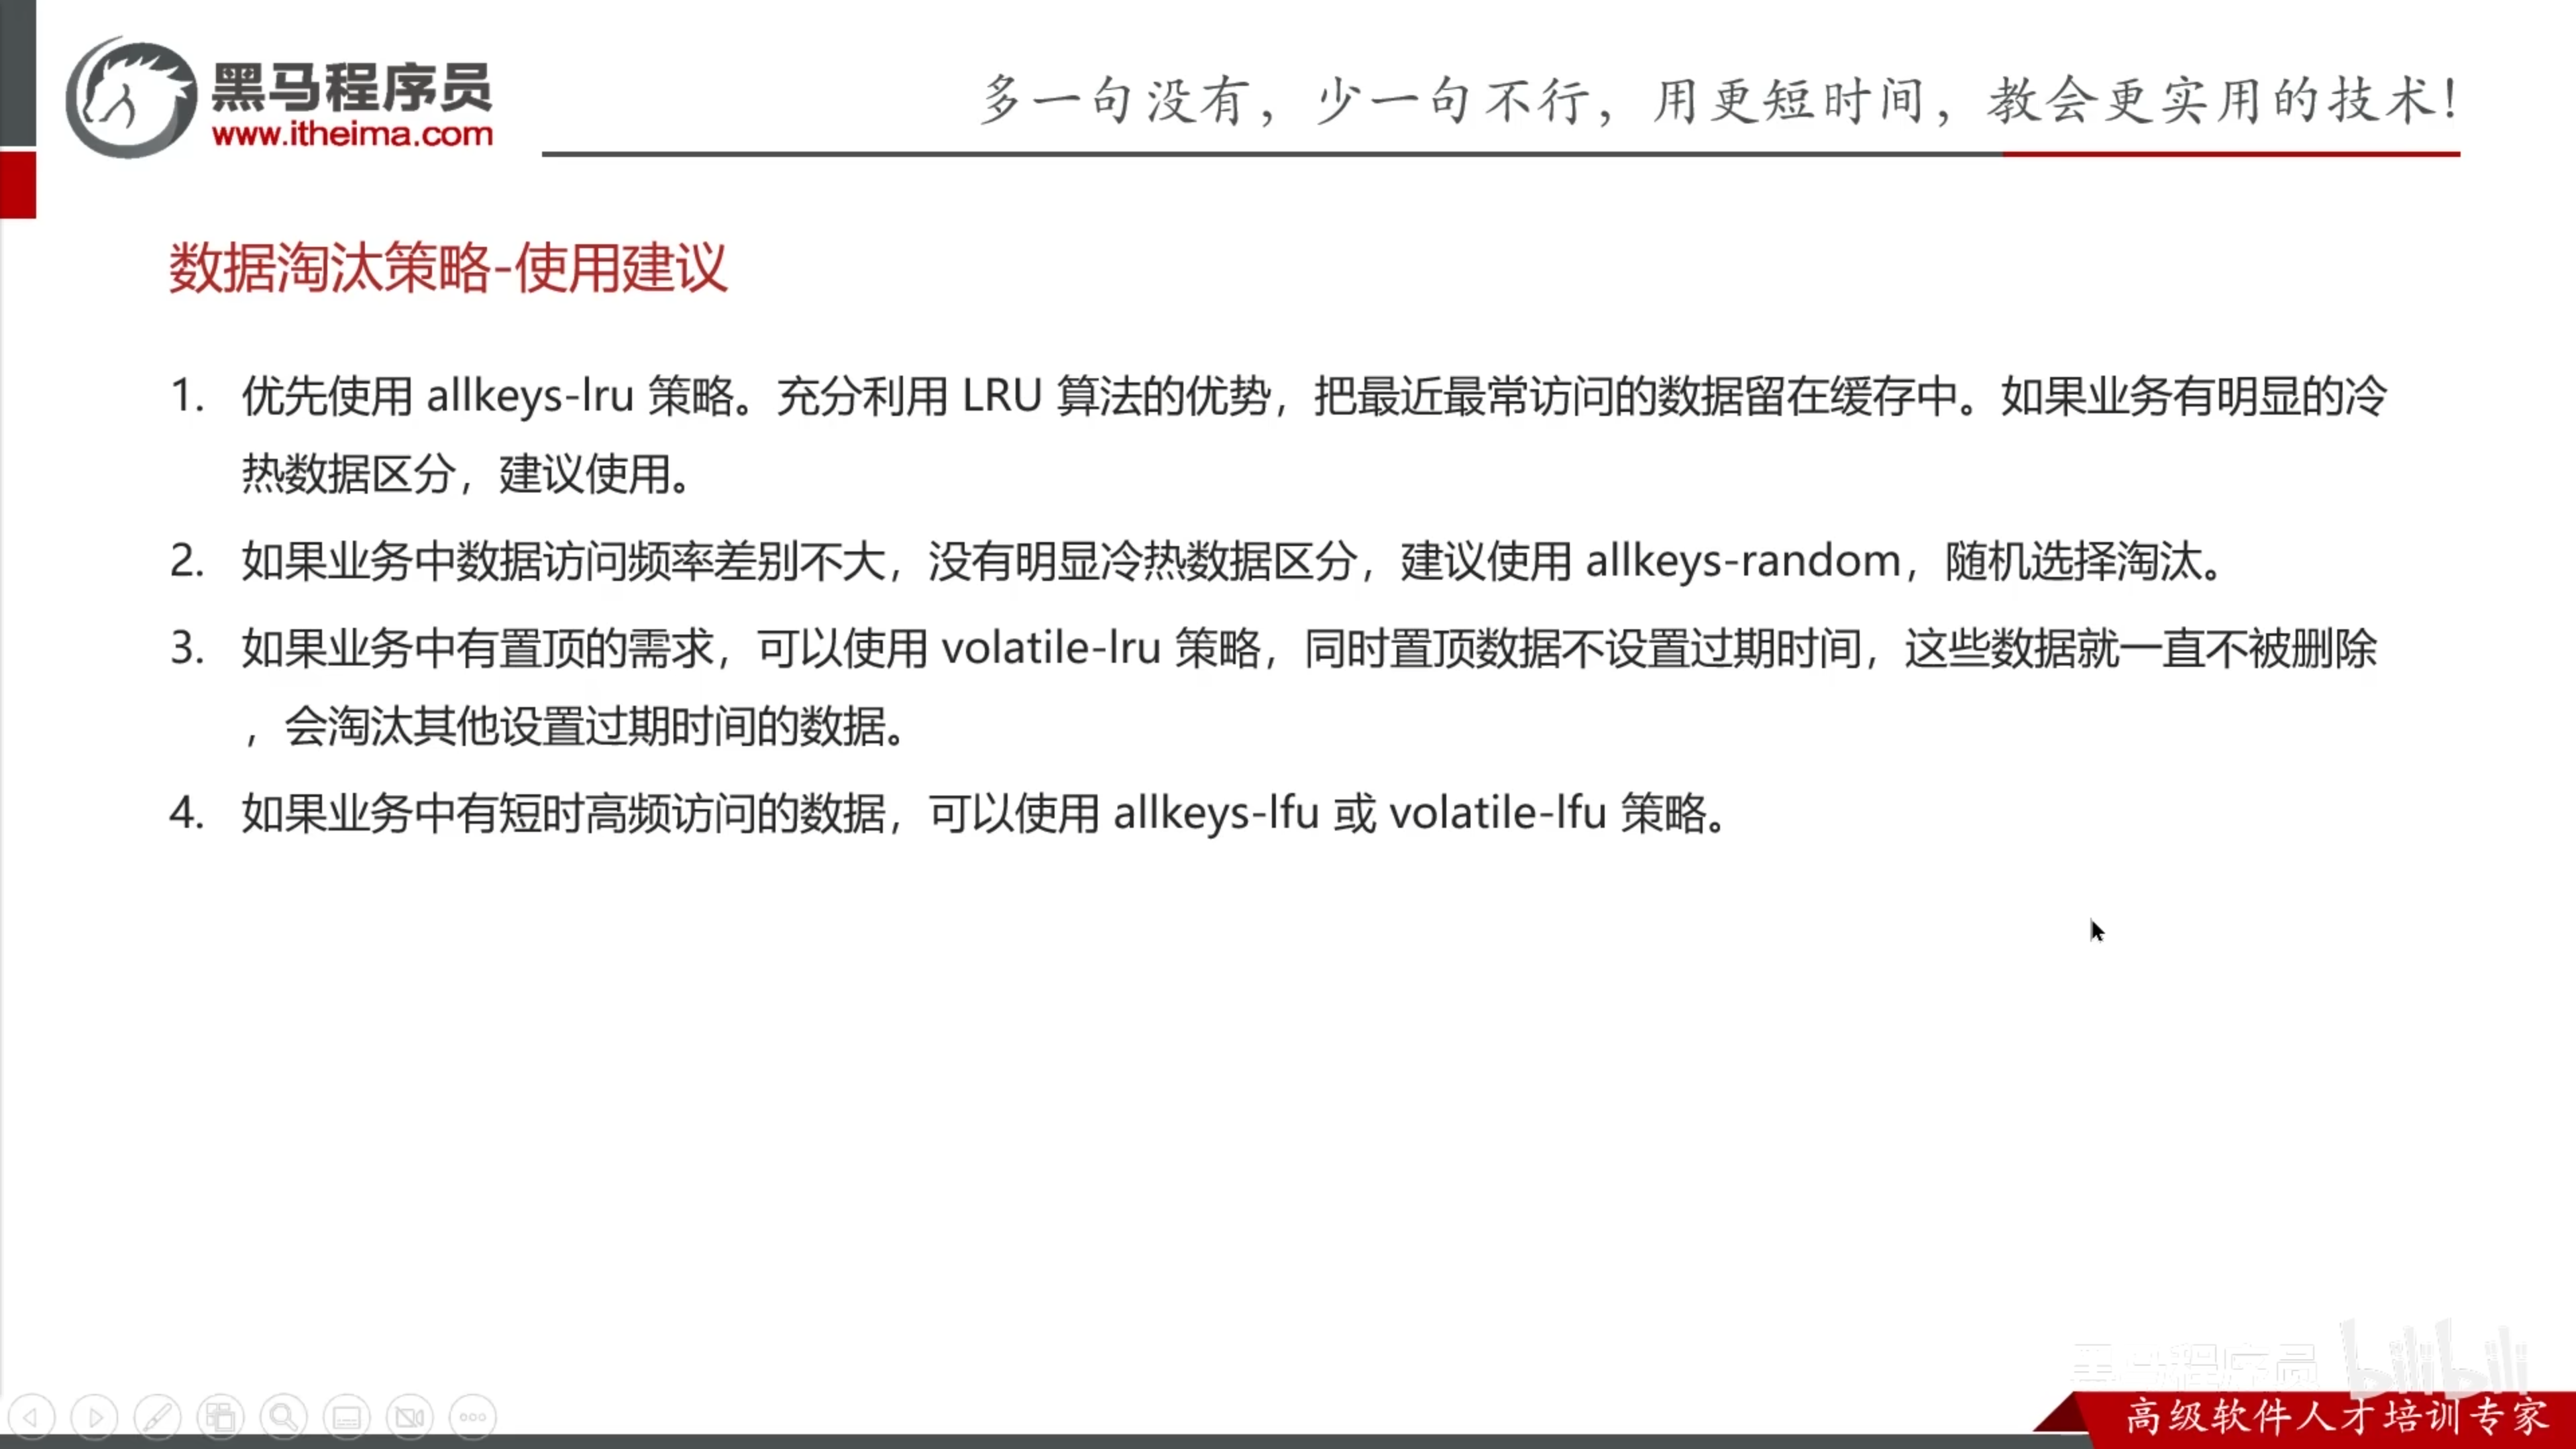 黑马程序员
www.itheima.com
多一句没有，少一句不行，用更短时间，教会更实用的技术！
数据淘汰策略-使用建议
1. 优先使用 allkeys-lru 策略。充分利用 LRU 算法的优势，把最近最常访问的数据留在缓存中。如果业务有明显的冷
热数据区分，建议使用。
2. 如果业务中数据访问频率差别不大，没有明显冷热数据区分，建议使用 allkeys-random，随机选择淘汰。
3. 如果业务中有置顶的需求，可以使用 volatile-lru 策略，同时置顶数据不设置过期时间，这些数据就一直不被删除
，会淘汰其他设置过期时间的数据。
4. 如果业务中有短时高频访问的数据，可以使用 allkeys-lfu 或 volatile-lfu 策略。
黑马程序员 bilibili
高级软件人才培训专家